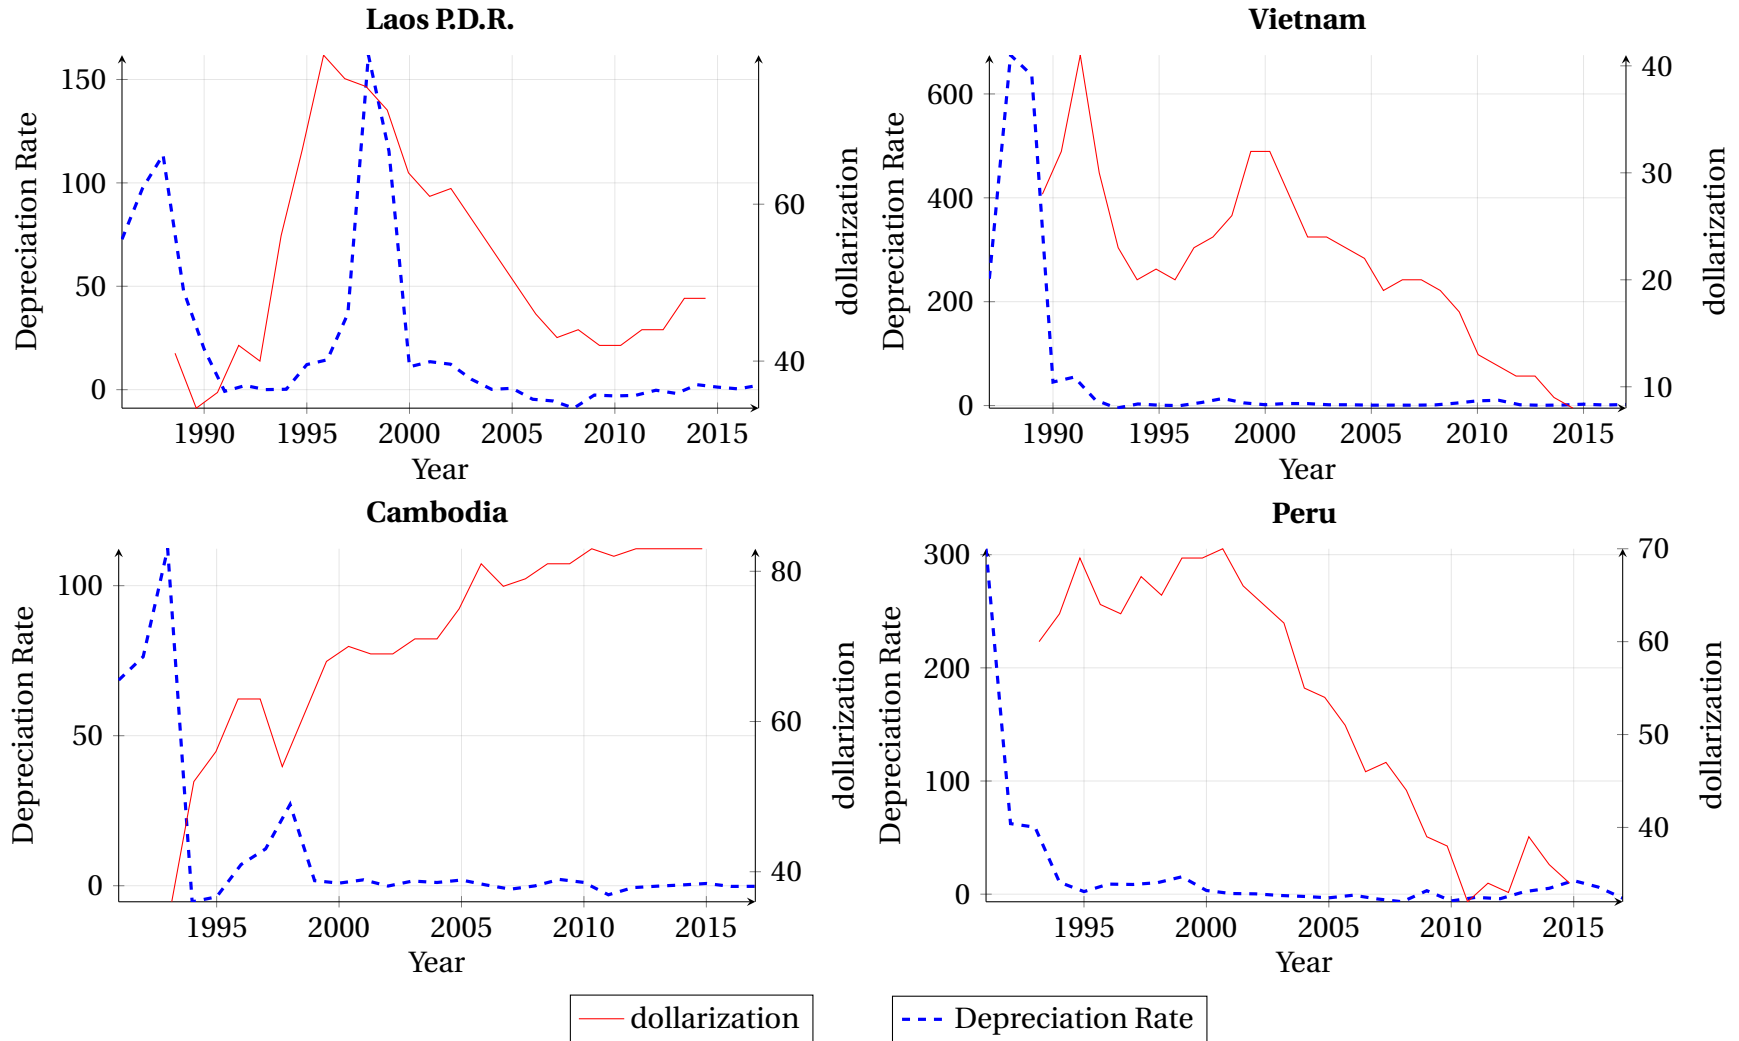 Laos P.D.R.
150
100
50
0
Depreciation Rate
60
40
dollarization
1990 1995 2000 2005 2010 2015
Year
Vietnam
600
400
200
0
Depreciation Rate
40
30
20
10
dollarization
1990 1995 2000 2005 2010 2015
Year
Cambodia
100
50
0
Depreciation Rate
80
60
40
dollarization
1995 2000 2005 2010 2015
Year
Peru
300
200
100
0
Depreciation Rate
70
60
50
40
dollarization
1995 2000 2005 2010 2015
Year
dollarization
Depreciation Rate